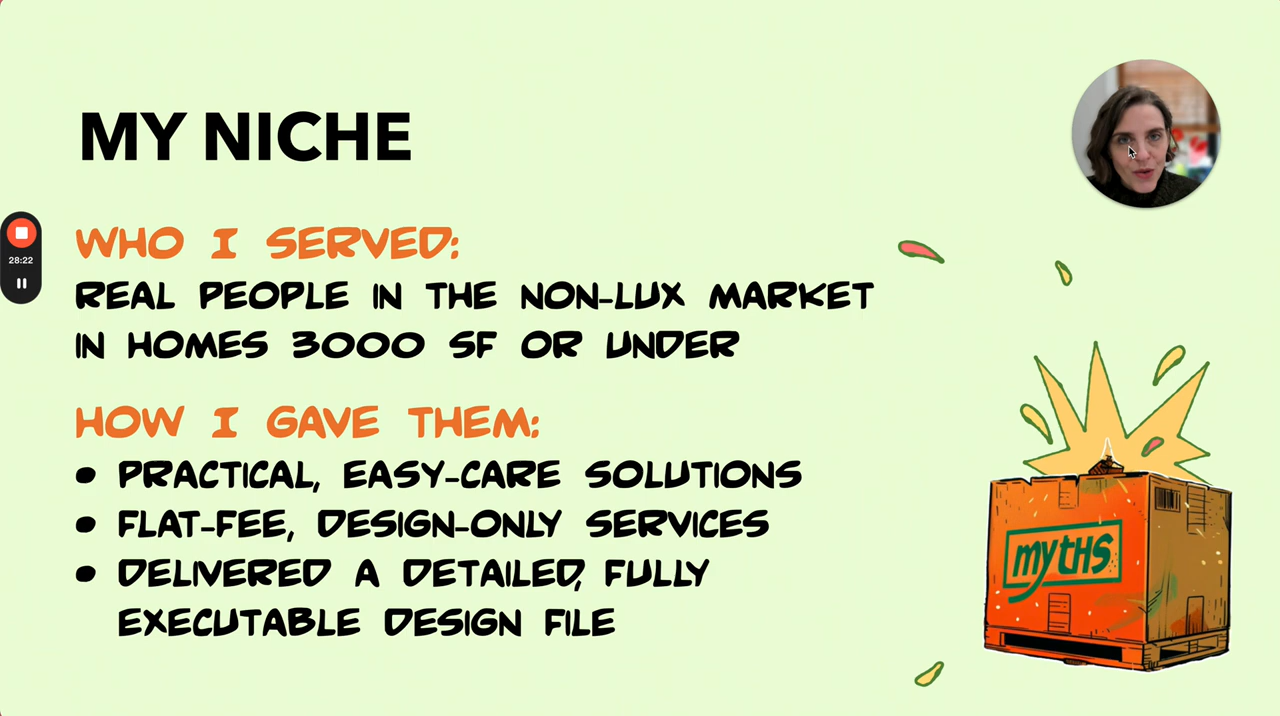 MY NICHE
WHO I SERVED:
REAL PEOPLE IN THE NON-LUX MARKET
IN HOMES 3000 SF OR UNDER
HOW I GAVE THEM:
• PRACTICAL, EASY-CARE SOLUTIONS
• FLAT-FEE, DESIGN-ONLY SERVICES
• DELIVERED A DETAILED, FULLY
EXECUTABLE DESIGN FILE
28:22
myths